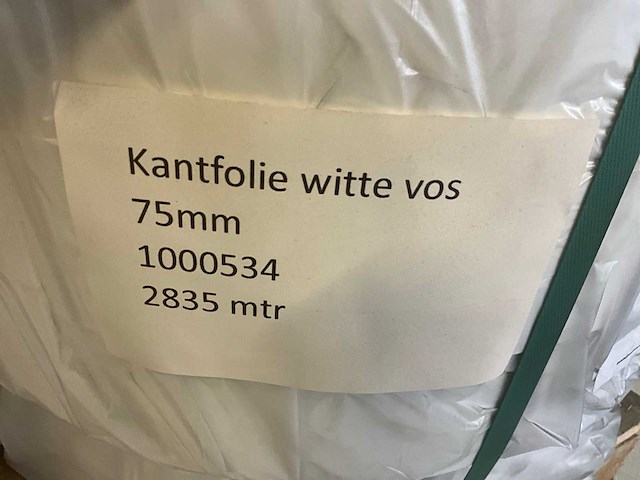 Kantfolie witte vos
75mm
1000534
2835 mtr